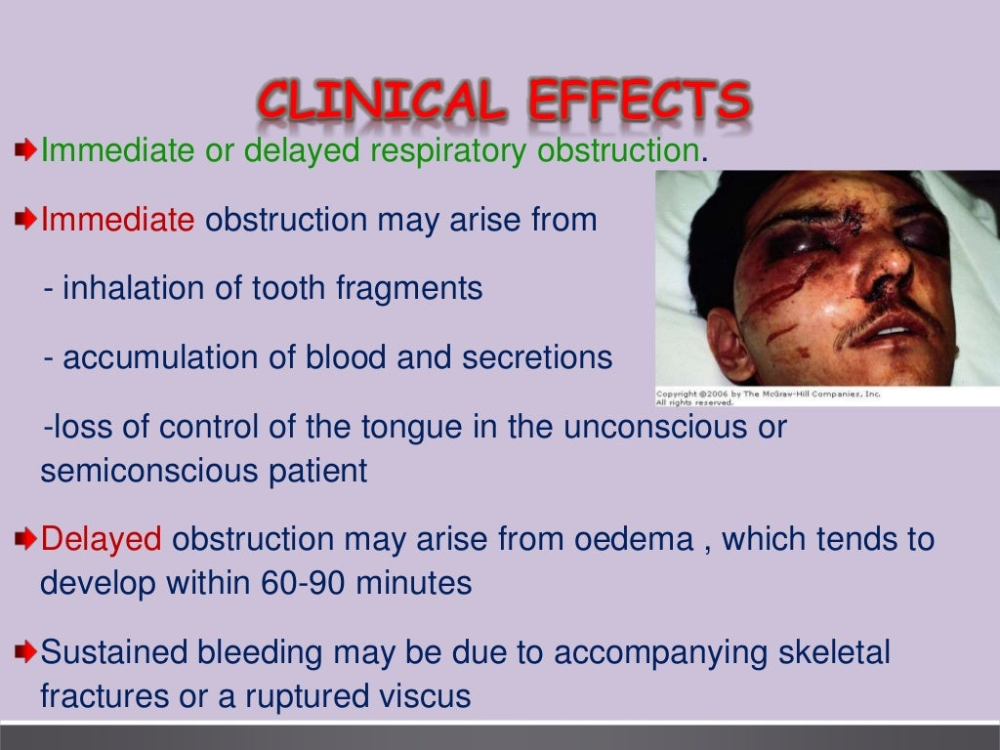 CLINICAL EFFECTS
Immediate or delayed respiratory obstruction.
Immediate obstruction may arise from
- inhalation of tooth fragments
- accumulation of blood and secretions
Copyright ©2006 by The McGraw-Hill Companies, Inc.
All rights reserved.
-loss of control of the tongue in the unconscious or
semiconscious patient
Delayed obstruction may arise from oedema , which tends to
develop within 60-90 minutes
Sustained bleeding may be due to accompanying skeletal
fractures or a ruptured viscus